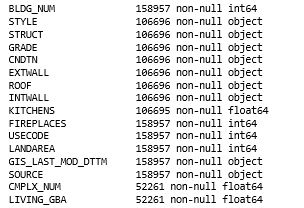 BLDG_NUM 158957 non-null int64
STYLE 106696 non-null object
STRUCT 106696 non-null object
GRADE 106696 non-null object
CNDTN 106696 non-null object
EXTWALL 106696 non-null object
ROOF 106696 non-null object
INTWALL 106696 non-null object
KITCHENS 106695 non-null float64
FIREPLACES 158957 non-null int64
USECODE 158957 non-null int64
LANDAREA 158957 non-null int64
GIS_LAST_MOD_DTTM 158957 non-null object
SOURCE 158957 non-null object
CMPLX_NUM 52261 non-null float64
LIVING_GBA 52261 non-null float64